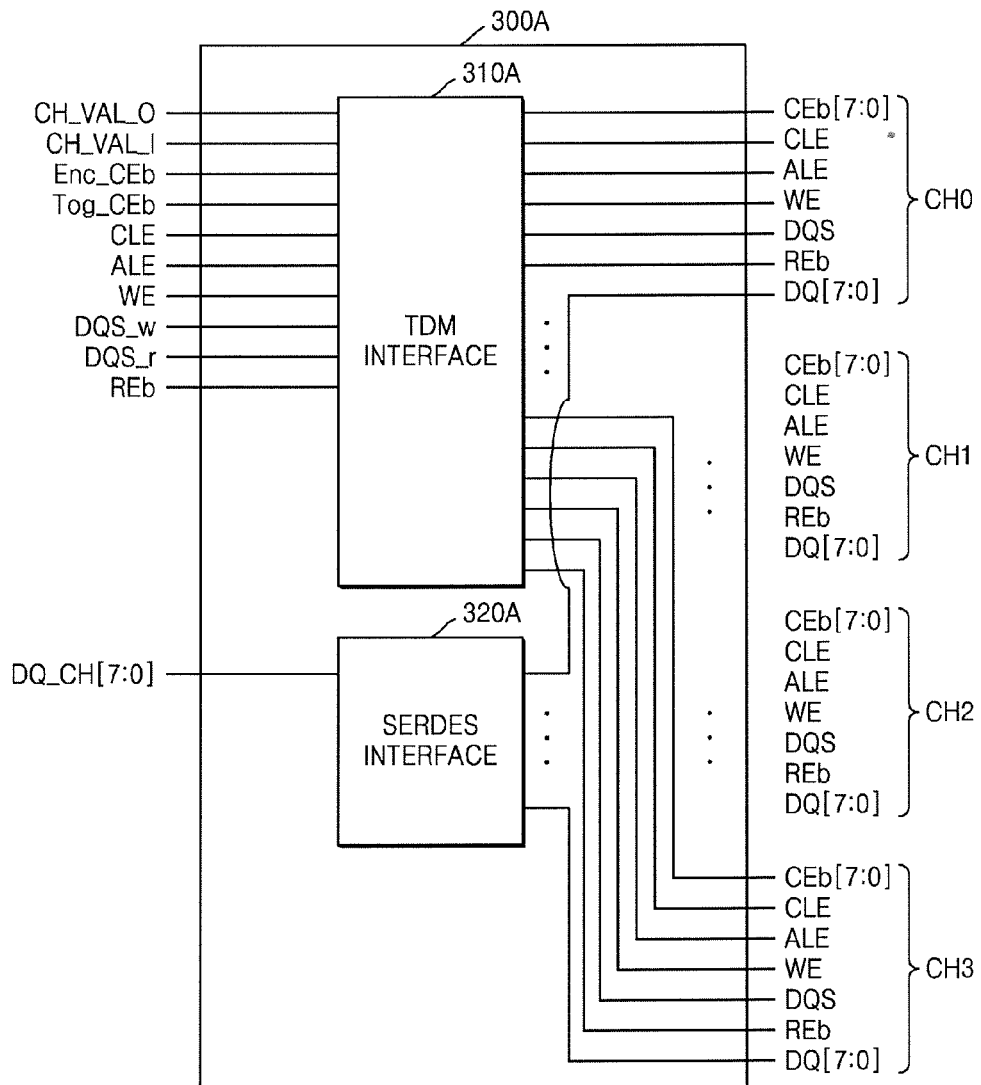 300A
310A
CH_VAL_O
CH_VAL_I
Enc_CEb
Tog_CEb
CLE
ALE
WE
DQS_w
DQS_r
REb
TDM
INTERFACE
CEb[7:0]
CLE
ALE
WE
DQS
REb
DQ[7:0]
CH0
CEb[7:0]
CLE
ALE
WE
DQS
REb
DQ[7:0]
CH1
320A
DQ_CH[7:0]
SERDES
INTERFACE
CEb[7:0]
CLE
ALE
WE
DQS
REb
DQ[7:0]
CH2
CEb[7:0]
CLE
ALE
WE
DQS
REb
DQ[7:0]
CH3